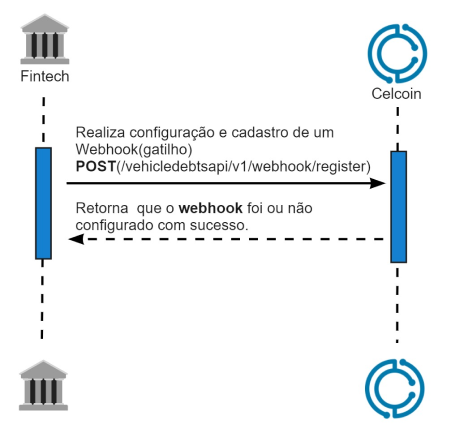 Fintech
Celcoin
Realiza configuração e cadastro de um
Webhook(gatilho)
POST(/vehicledebtsapi/v1/webhook/register)
Retorna que o webhook foi ou não
configurado com sucesso.